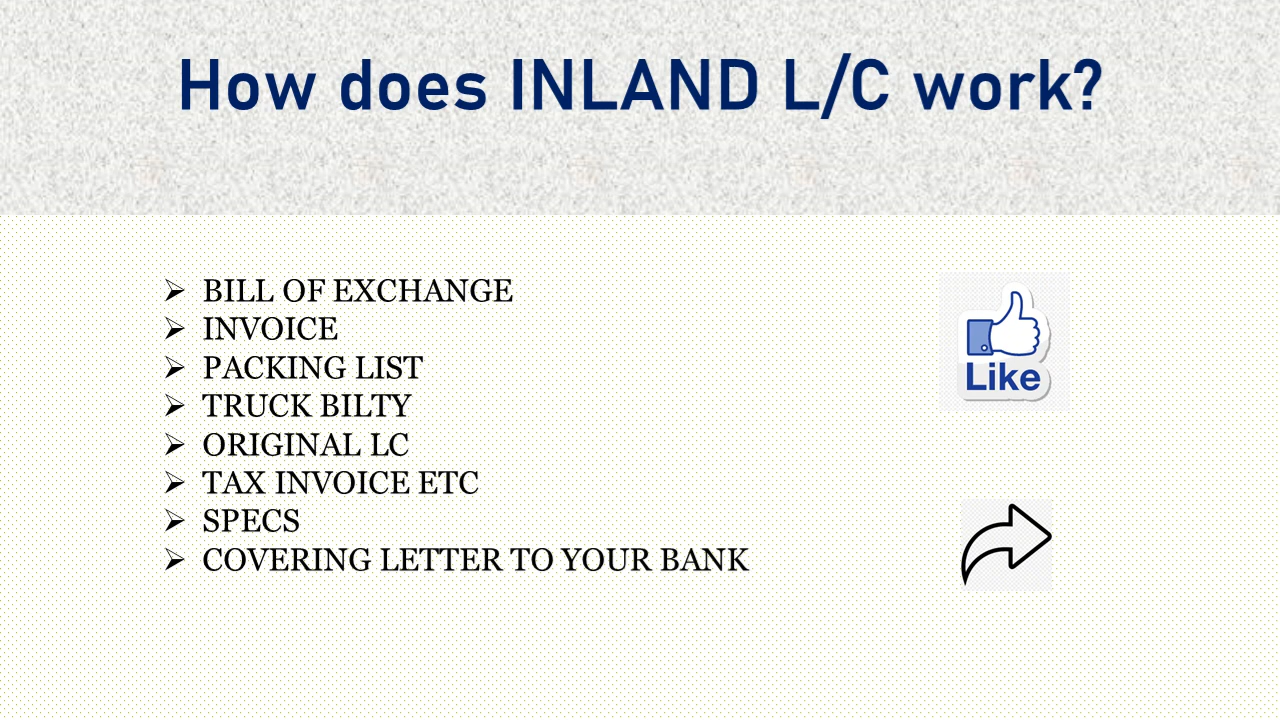 How does INLAND L/C work?
➢ BILL OF EXCHANGE
➢ INVOICE
➢ PACKING LIST
➢ TRUCK BILTY
➢ ORIGINAL LC
➢ TAX INVOICE ETC
➢ SPECS
➢ COVERING LETTER TO YOUR BANK
Like